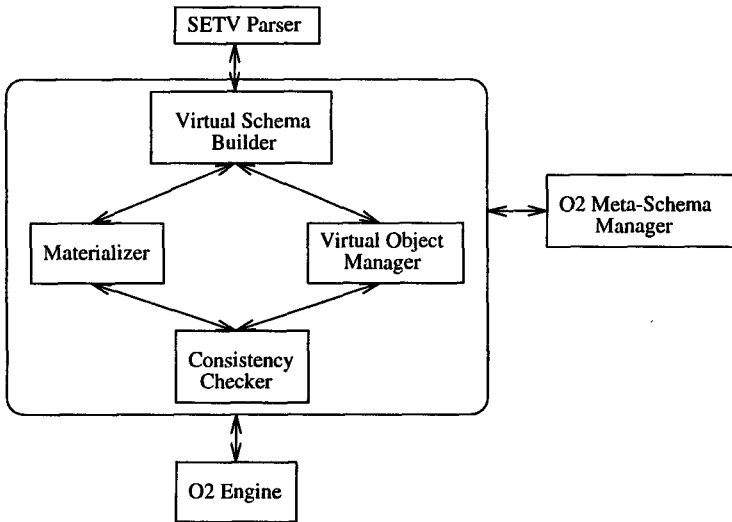 SETV Parser
Virtual Schema
Builder
O2 Meta-Schema
Manager
Materializer
Virtual Object
Manager
Consistency
Checker
O2 Engine